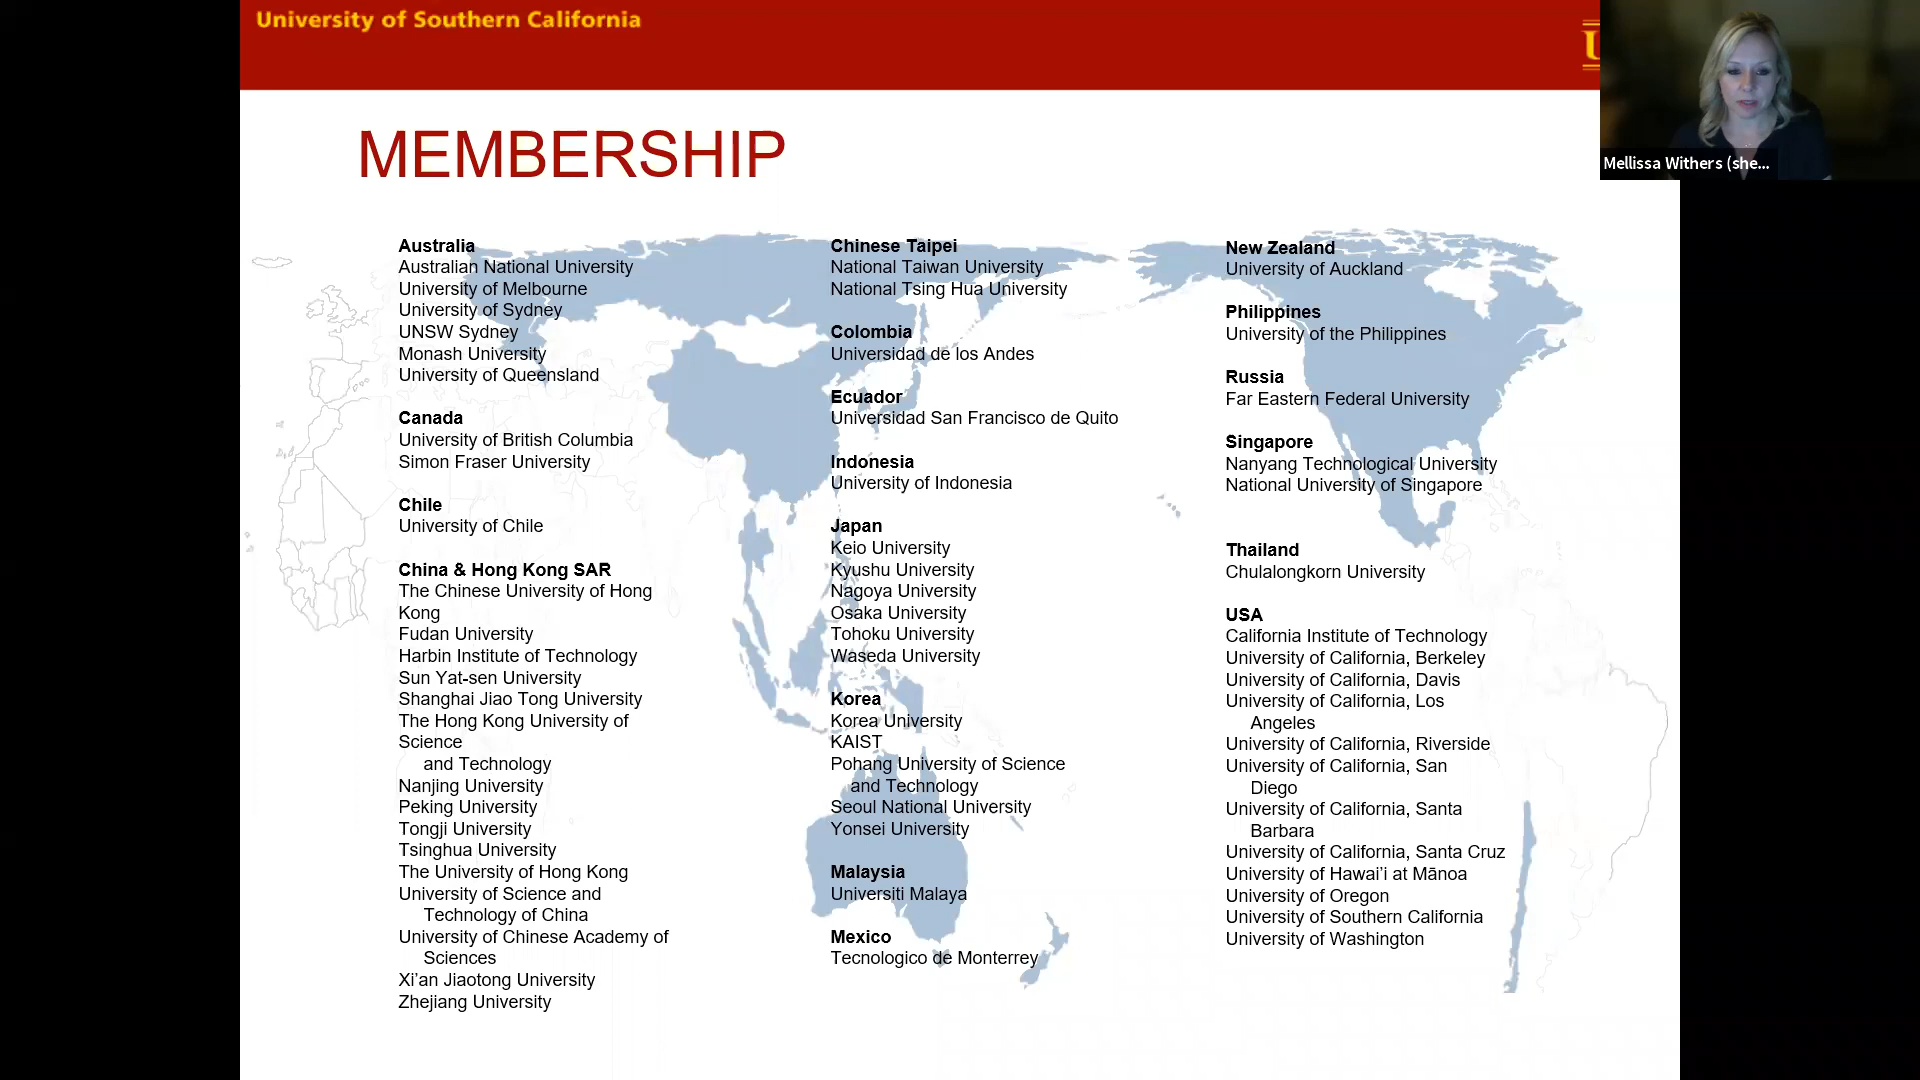 University of Southern California
MEMBERSHIP
Australia
Australian National University
University of Melbourne
University of Sydney
UNSW Sydney
Monash University
University of Queensland
Canada
University of British Columbia
Simon Fraser University
Chile
University of Chile
China & Hong Kong SAR
The Chinese University of Hong
Kong
Fudan University
Harbin Institute of Technology
Sun Yat-sen University
Shanghai Jiao Tong University
The Hong Kong University of
Science
and Technology
Nanjing University
Peking University
Tongji University
Tsinghua University
The University of Hong Kong
University of Science and
Technology of China
University of Chinese Academy of
Sciences
Xi’an Jiaotong University
Zhejiang University
Chinese Taipei
National Taiwan University
National Tsing Hua University
Colombia
Universidad de los Andes
Ecuador
Universidad San Francisco de Quito
Indonesia
University of Indonesia
Japan
Keio University
Kyushu University
Nagoya University
Osaka University
Tohoku University
Waseda University
Korea
Korea University
KAIST
Pohang University of Science
and Technology
Seoul National University
Yonsei University
Malaysia
Universiti Malaya
Mexico
Tecnologico de Monterrey
New Zealand
University of Auckland
Philippines
University of the Philippines
Russia
Far Eastern Federal University
Singapore
Nanyang Technological University
National University of Singapore
Thailand
Chulalongkorn University
USA
California Institute of Technology
University of California, Berkeley
University of California, Davis
University of California, Los
Angeles
University of California, Riverside
University of California, San
Diego
University of California, Santa
Barbara
University of California, Santa Cruz
University of Hawai’i at Mānoa
University of Oregon
University of Southern California
University of Washington
Mellissa Withers (she...